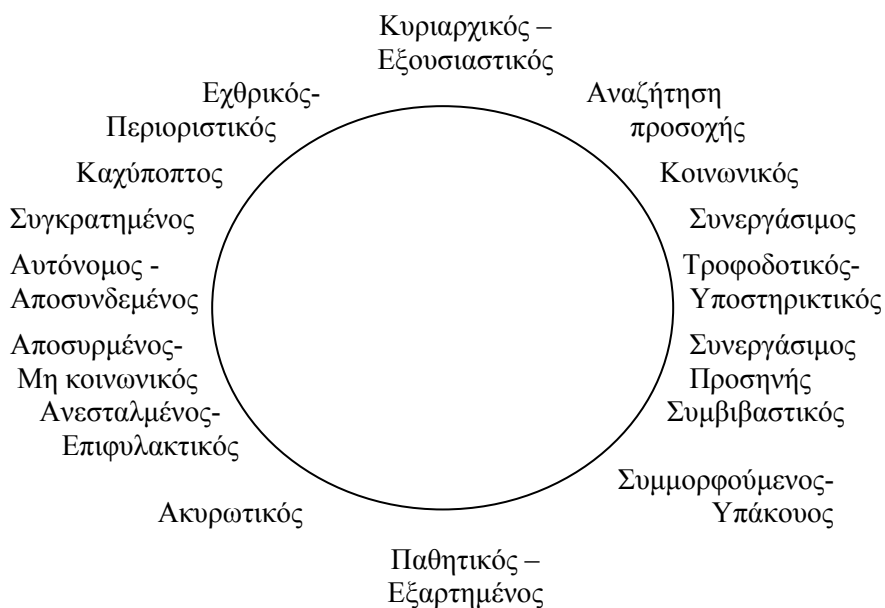 Κυριαρχικός –
Εξουσιαστικός
Εχθρικός-
Περιοριστικός
Αναζήτηση
προσοχής
Καχύποπτος
Κοινωνικός
Συγκρατημένος
Συνεργάσιμος
Αυτόνομος -
Αποσυνδεμένος
Τροφοδοτικός-
Υποστηρικτικός
Αποσυρμένος-
Μη κοινωνικός
Συνεργάσιμος
Προσηνής
Ανεσταλμένος-
Επιφυλακτικός
Συμβιβαστικός
Συμμορφούμενος-
Υπάκουος
Ακυρωτικός
Παθητικός –
Εξαρτημένος